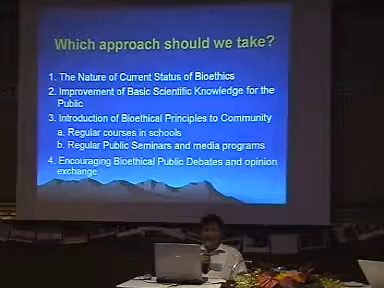 Which approach should we take?
1. The Nature of Current Status of Bioethics
2. Improvement of Basic Scientific Knowledge for the
Public
3. Introduction of Bioethical Principles to Community
a. Regular courses in schools
b. Regular Public Seminars and media programs
4. Encouraging Bioethical Public Debates and opinion
exchange